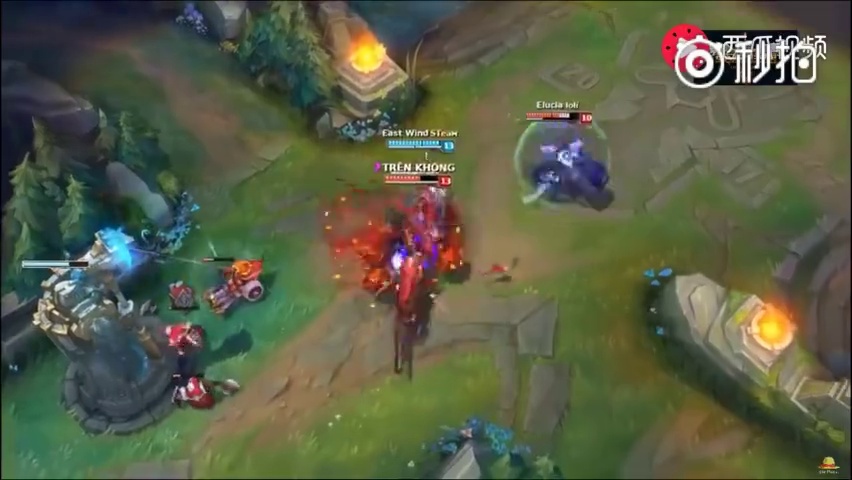 西瓜视频
秒拍
Elucia loli
10
East Wind STeaM
13
TRÊN KHÔNG
13